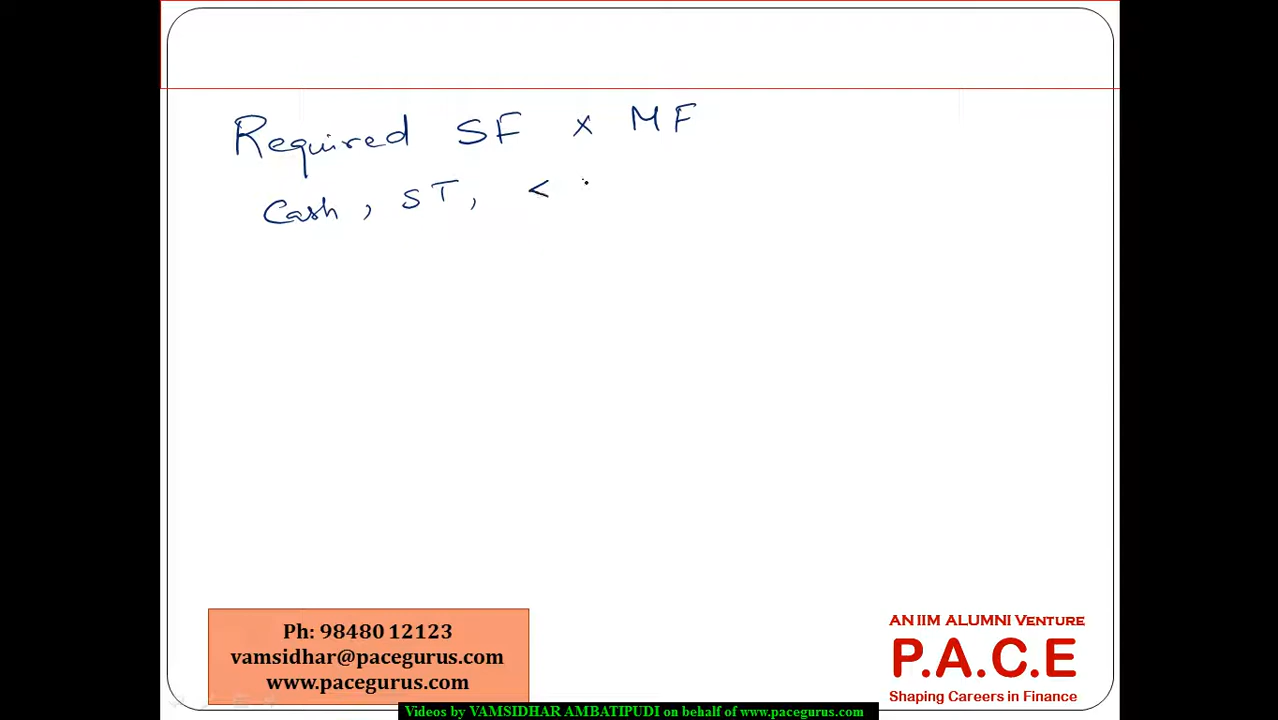 Required SF × MF
Cash, ST, <
Ph: 98480 12123
vamsidhar@pacegurus.com
www.pacegurus.com
AN IIM ALUMNI VENTURE
P.A.C.E
Shaping Careers in Finance
Videos by VAMSIDHAR AMBATIPUDI on behalf of www.pacegurus.com